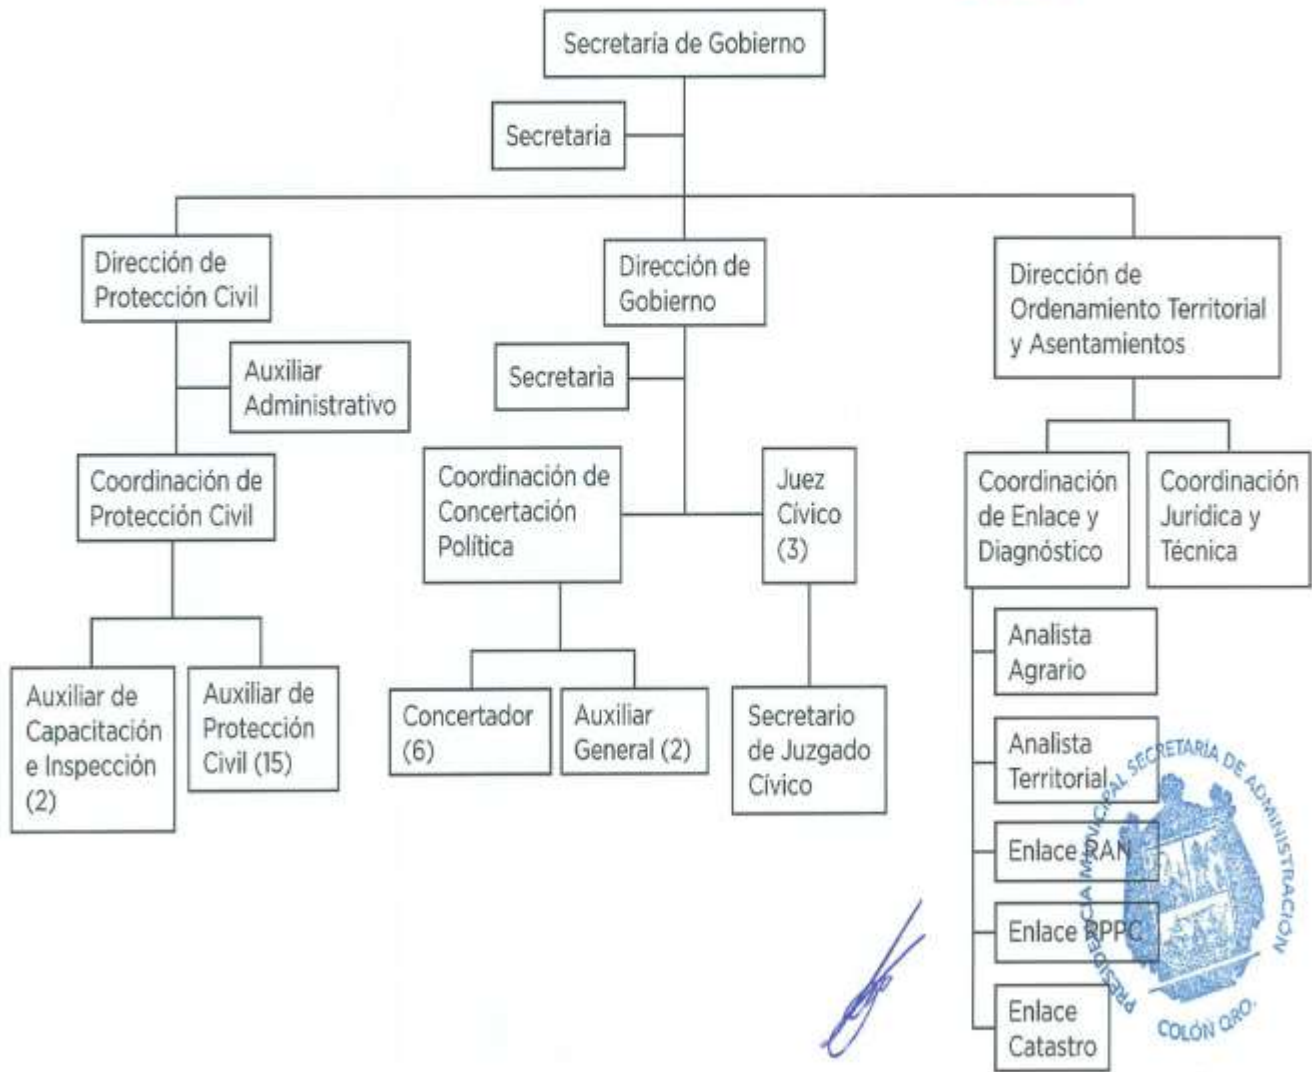 Secretaría de Gobierno
Secretaria
Dirección de
Protección Civil
Dirección de
Gobierno
Dirección de
Ordenamiento Territorial
y Asentamientos
Auxiliar
Administrativo
Secretaria
Coordinación de
Protección Civil
Coordinación de
Concertación
Política
Juez
Cívico
(3)
Coordinación
de Enlace y
Diagnóstico
Coordinación
Jurídica y
Técnica
Auxiliar de
Capacitación
e Inspección
(2)
Auxiliar de
Protección
Civil (15)
Concertador
(6)
Auxiliar
General (2)
Secretario
de Juzgado
Cívico
Analista
Agrario
Analista
Territorial
Enlace RAN
Enlace RPPC
Enlace
Catastro
PRESIDENCIA MUNICIPAL SECRETARÍA DE ADMINISTRACIÓN
COLÓN QRO.